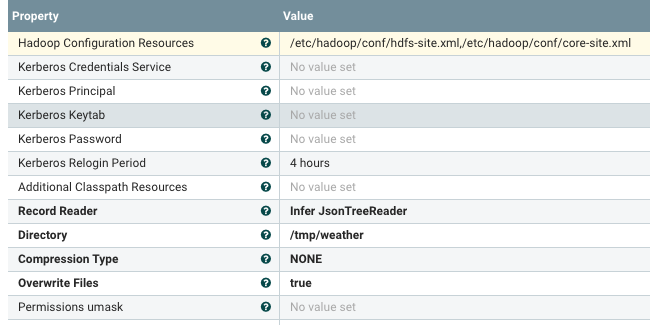 Property Value
Hadoop Configuration Resources ? /etc/hadoop/conf/hdfs-site.xml,/etc/hadoop/conf/core-site.xml
Kerberos Credentials Service ? No value set
Kerberos Principal ? No value set
Kerberos Keytab ? No value set
Kerberos Password ? No value set
Kerberos Relogin Period ? 4 hours
Additional Classpath Resources ? No value set
Record Reader ? Infer JsonTreeReader
Directory ? /tmp/weather
Compression Type ? NONE
Overwrite Files ? true
Permissions umask ? No value set